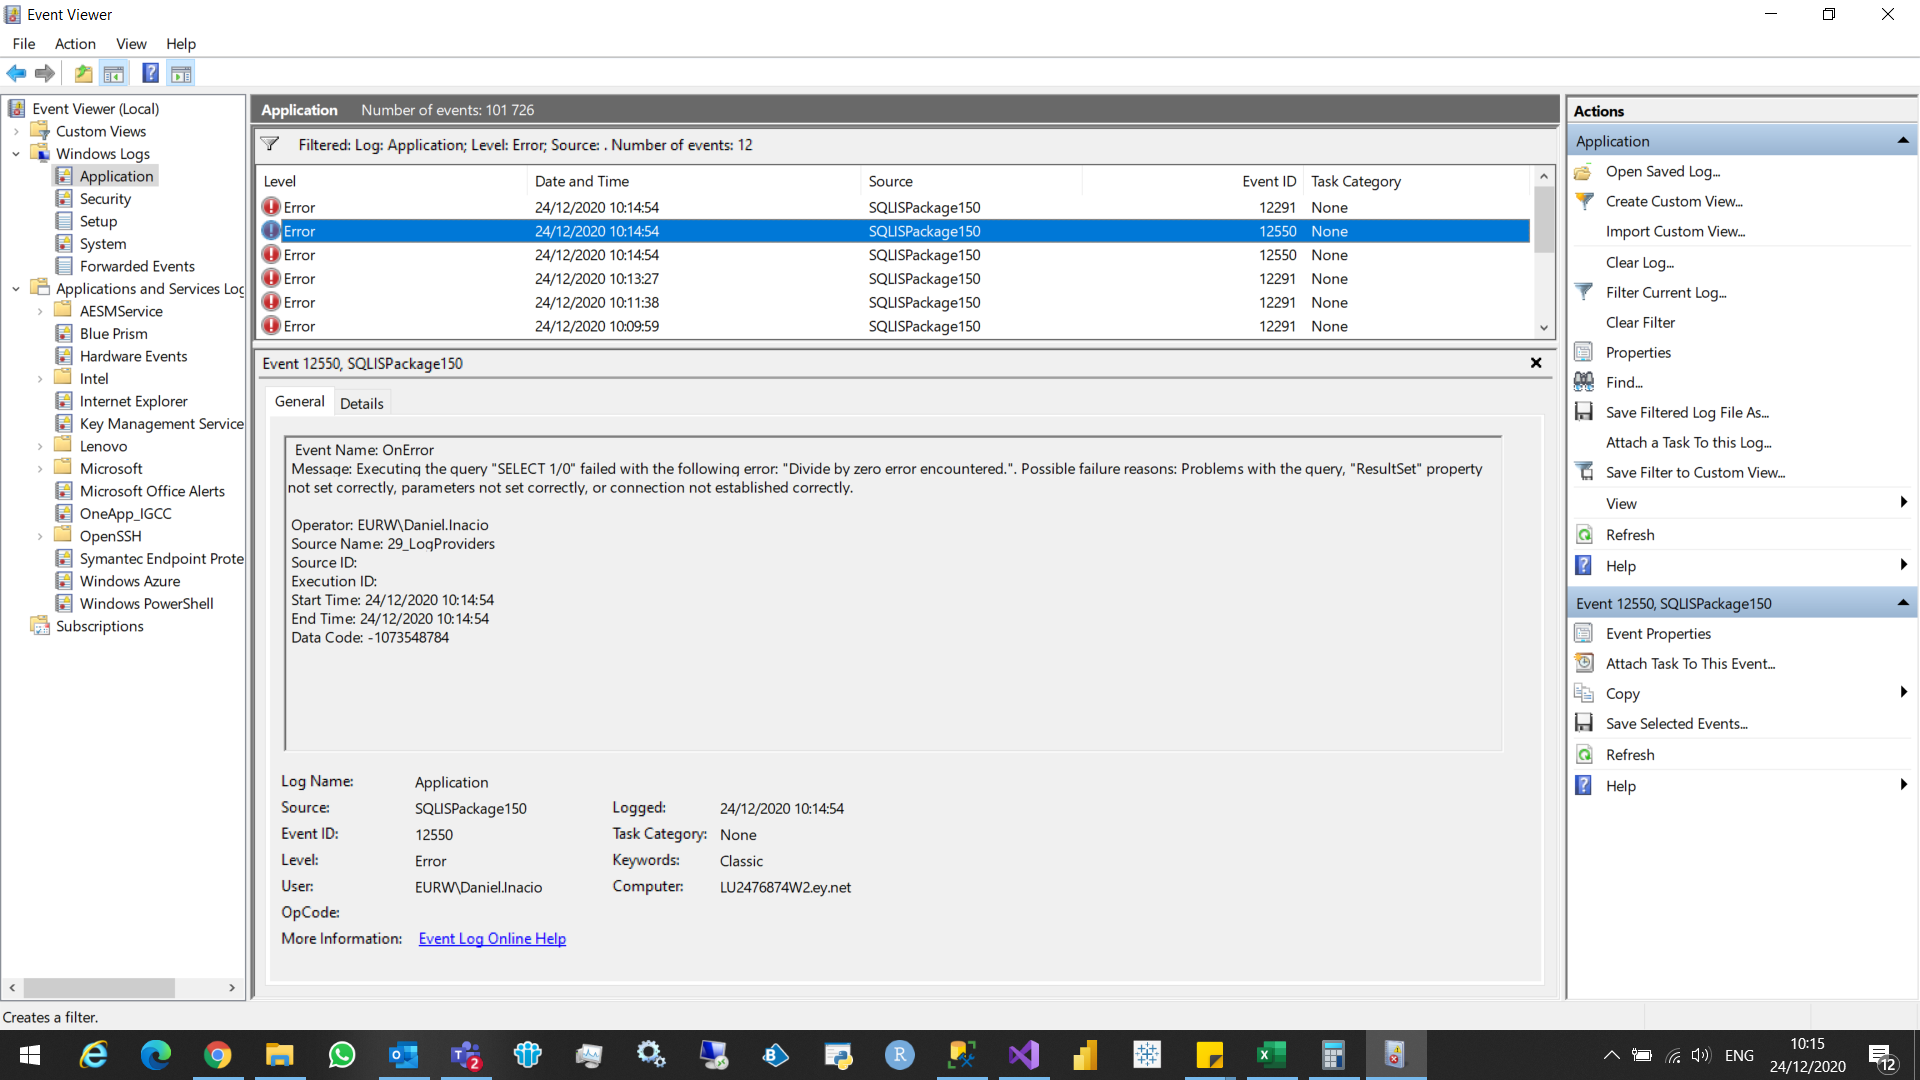 Event Viewer
File Action View Help
Event Viewer (Local)
Custom Views
Windows Logs
Application
Security
Setup
System
Forwarded Events
Applications and Services Log
AESMService
Blue Prism
Hardware Events
Intel
Internet Explorer
Key Management Service
Lenovo
Microsoft
Microsoft Office Alerts
OneApp_IGCC
OpenSSH
Symantec Endpoint Prote
Windows Azure
Windows PowerShell
Subscriptions
Application Number of events: 101 726
Filtered: Log: Application; Level: Error; Source: . Number of events: 12
Level Date and Time Source Event ID Task Category
Error 24/12/2020 10:14:54 SQLISPackage150 12291 None
Error 24/12/2020 10:14:54 SQLISPackage150 12550 None
Error 24/12/2020 10:14:54 SQLISPackage150 12550 None
Error 24/12/2020 10:13:27 SQLISPackage150 12291 None
Error 24/12/2020 10:11:38 SQLISPackage150 12291 None
Error 24/12/2020 10:09:59 SQLISPackage150 12291 None
Event 12550, SQLISPackage150
General Details
Event Name: OnError
Message: Executing the query "SELECT 1/0" failed with the following error: "Divide by zero error encountered.". Possible failure reasons: Problems with the query, "ResultSet" property
not set correctly, parameters not set correctly, or connection not established correctly.
Operator: EURW\Daniel.Inacio
Source Name: 29_LogProviders
Source ID:
Execution ID:
Start Time: 24/12/2020 10:14:54
End Time: 24/12/2020 10:14:54
Data Code: -1073548784
Log Name: Application
Source: SQLISPackage150 Logged: 24/12/2020 10:14:54
Event ID: 12550 Task Category: None
Level: Error Keywords: Classic
User: EURW\Daniel.Inacio Computer: LU2476874W2.ey.net
OpCode:
More Information: Event Log Online Help
Actions
Application
Open Saved Log...
Create Custom View...
Import Custom View...
Clear Log...
Filter Current Log...
Clear Filter
Properties
Find...
Save Filtered Log File As...
Attach a Task To this Log...
Save Filter to Custom View...
View
Refresh
Help
Event 12550, SQLISPackage150
Event Properties
Attach Task To This Event...
Copy
Save Selected Events...
Refresh
Help
Creates a filter.
2
B
R
ENG
10:15
24/12/2020
12